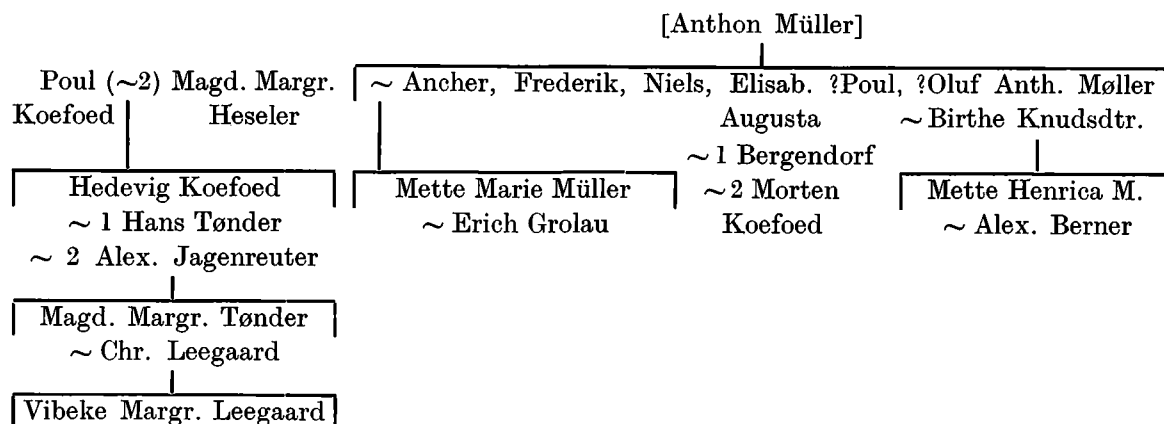 [Anthon Müller]
Poul (~2) Magd. Margr. ~ Ancher, Frederik, Niels, Elisab. ?Poul, ?Oluf Anth. Møller
Koefoed Heseler Augusta ~ Birthe Knudsdtr.
~ 1 Bergendorf
Hedevig Koefoed Mette Marie Müller ~ 2 Morten Mette Henrica M.
~ 1 Hans Tønder ~ Erich Grolau Koefoed ~ Alex. Berner
~ 2 Alex. Jagenreuter
Magd. Margr. Tønder
~ Chr. Leegaard
Vibeke Margr. Leegaard